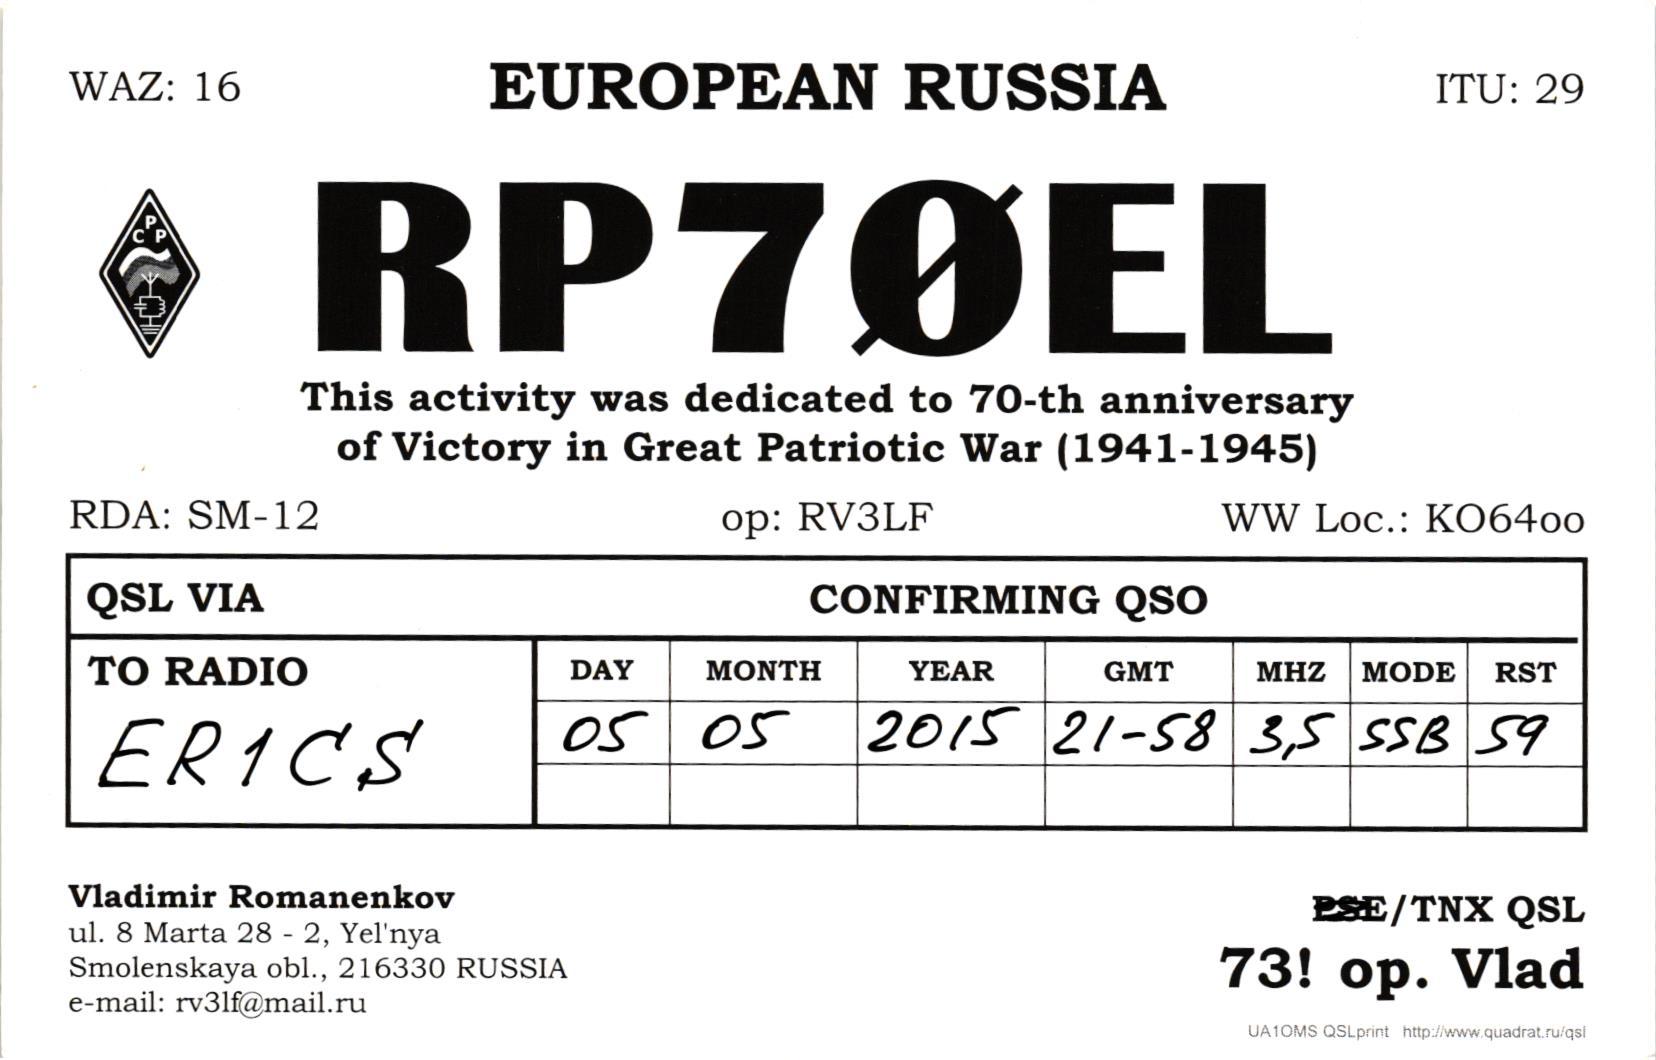 WAZ: 16 EUROPEAN RUSSIA ITU: 29
С Р Р
RP7ØEL
This activity was dedicated to 70-th anniversary
of Victory in Great Patriotic War (1941-1945)
RDA: SM-12 op: RV3LF WW Loc.: KO64oo
QSL VIA CONFIRMING QSO
TO RADIO DAY MONTH YEAR GMT MHZ MODE RST
ER1CS 05 05 2015 21-58 3,5 SSB 59
Vladimir Romanenkov
ul. 8 Marta 28 - 2, Yel'nya
Smolenskaya obl., 216330 RUSSIA
e-mail: rv3lf@mail.ru
PSE/TNX QSL
73! op. Vlad
UA1OMS QSLprint http://www.quadrat.ru/qsl